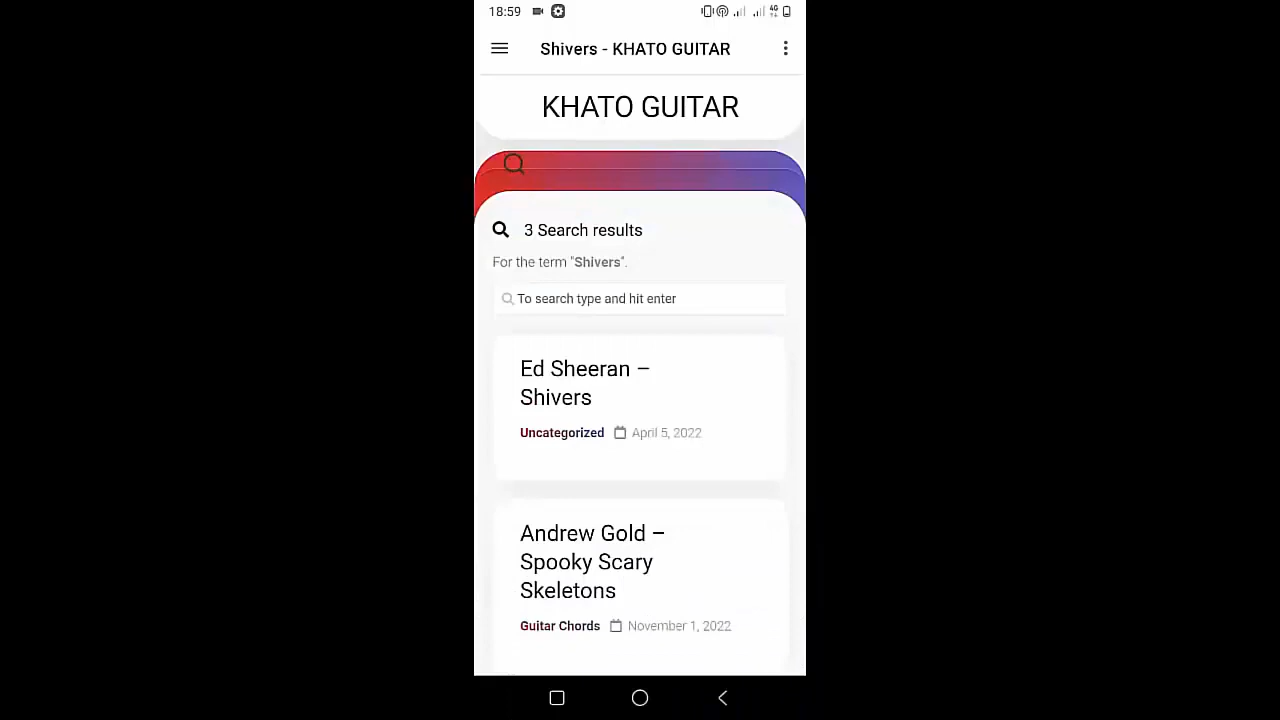 18:59
4G
Shivers - KHATO GUITAR
KHATO GUITAR
3 Search results
For the term "Shivers".
To search type and hit enter
Ed Sheeran –
Shivers
Uncategorized April 5, 2022
Andrew Gold –
Spooky Scary
Skeletons
Guitar Chords November 1, 2022